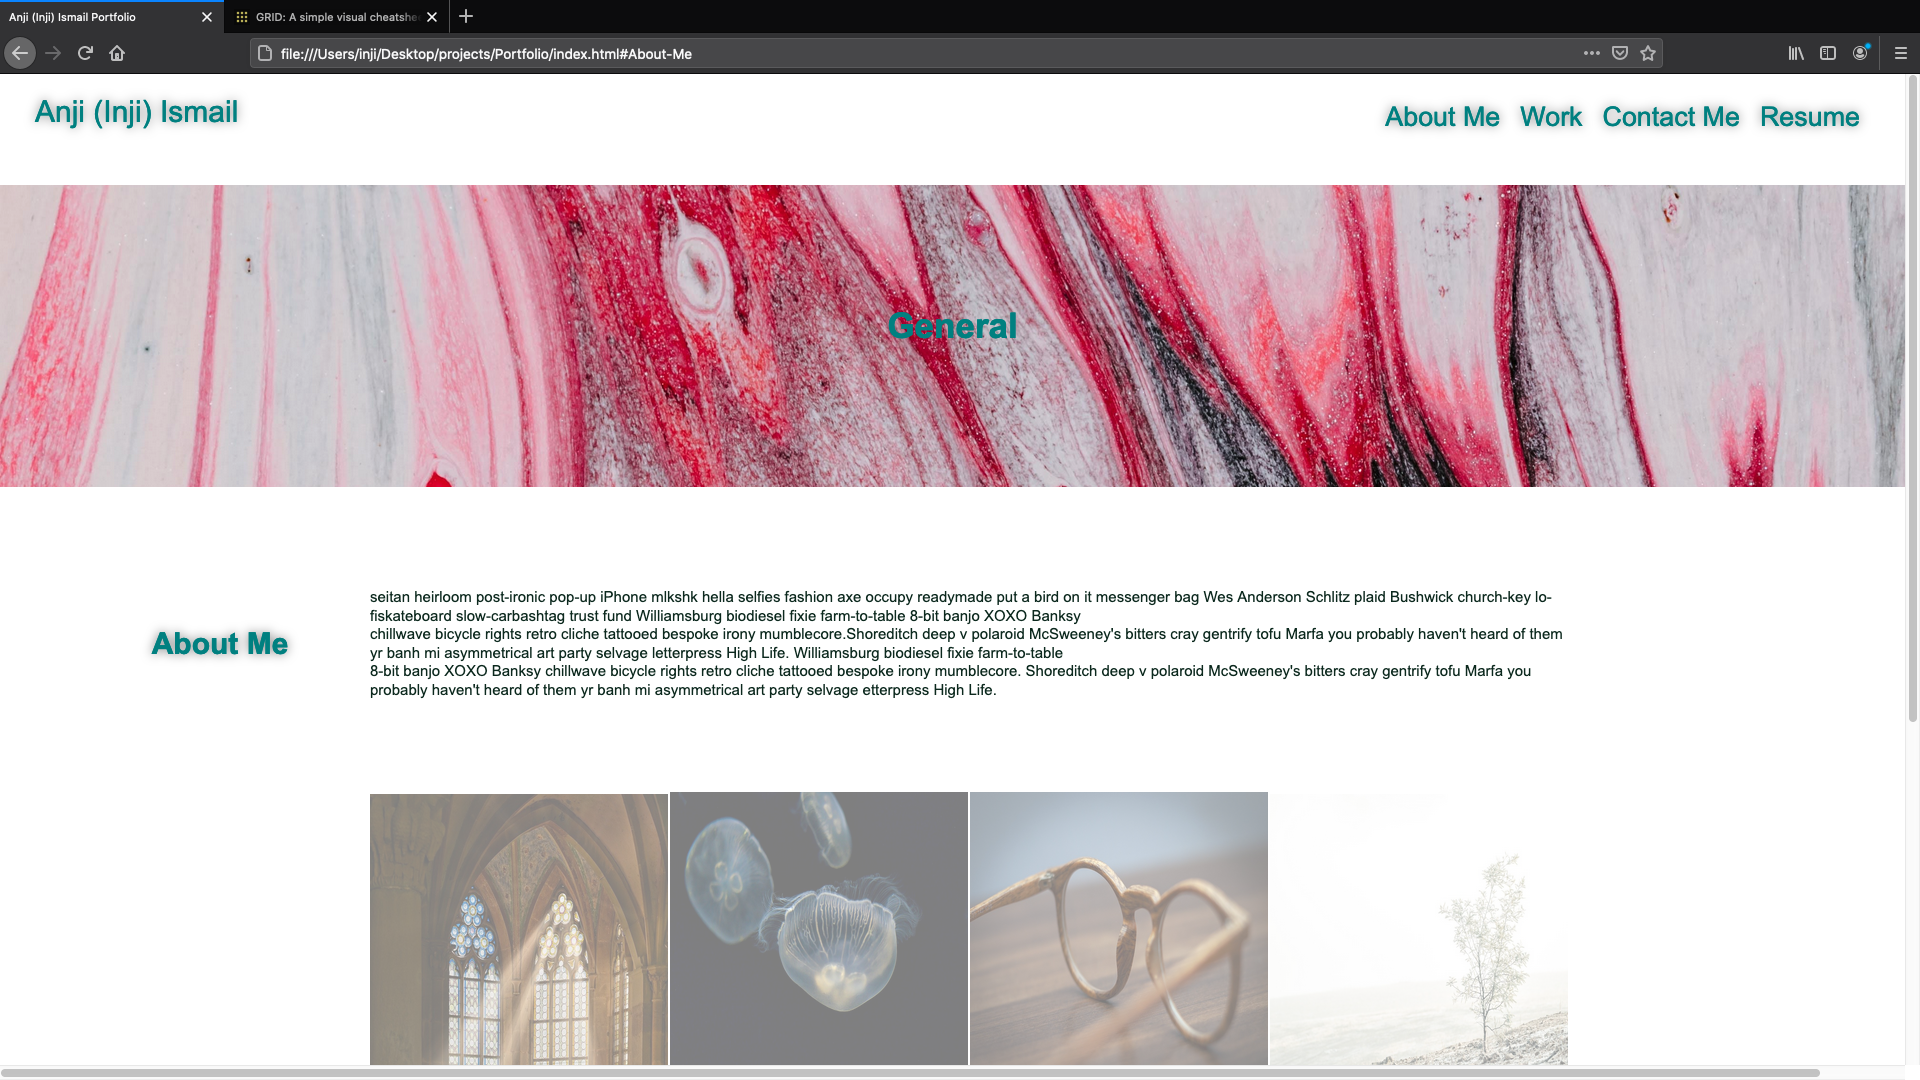 Anji (Inji) Ismail Portfolio
GRID: A simple visual cheatshe
file:///Users/inji/Desktop/projects/Portfolio/index.html#About-Me
Anji (Inji) Ismail
About Me Work Contact Me Resume
General
About Me
seitan heirloom post-ironic pop-up iPhone mlkshk hella selfies fashion axe occupy readymade put a bird on it messenger bag Wes Anderson Schlitz plaid Bushwick church-key lo-
fiskateboard slow-carbashtag trust fund Williamsburg biodiesel fixie farm-to-table 8-bit banjo XOXO Banksy
chillwave bicycle rights retro cliche tattooed bespoke irony mumblecore.Shoreditch deep v polaroid McSweeney's bitters cray gentrify tofu Marfa you probably haven't heard of them
yr banh mi asymmetrical art party selvage letterpress High Life. Williamsburg biodiesel fixie farm-to-table
8-bit banjo XOXO Banksy chillwave bicycle rights retro cliche tattooed bespoke irony mumblecore. Shoreditch deep v polaroid McSweeney's bitters cray gentrify tofu Marfa you
probably haven't heard of them yr banh mi asymmetrical art party selvage etterpress High Life.